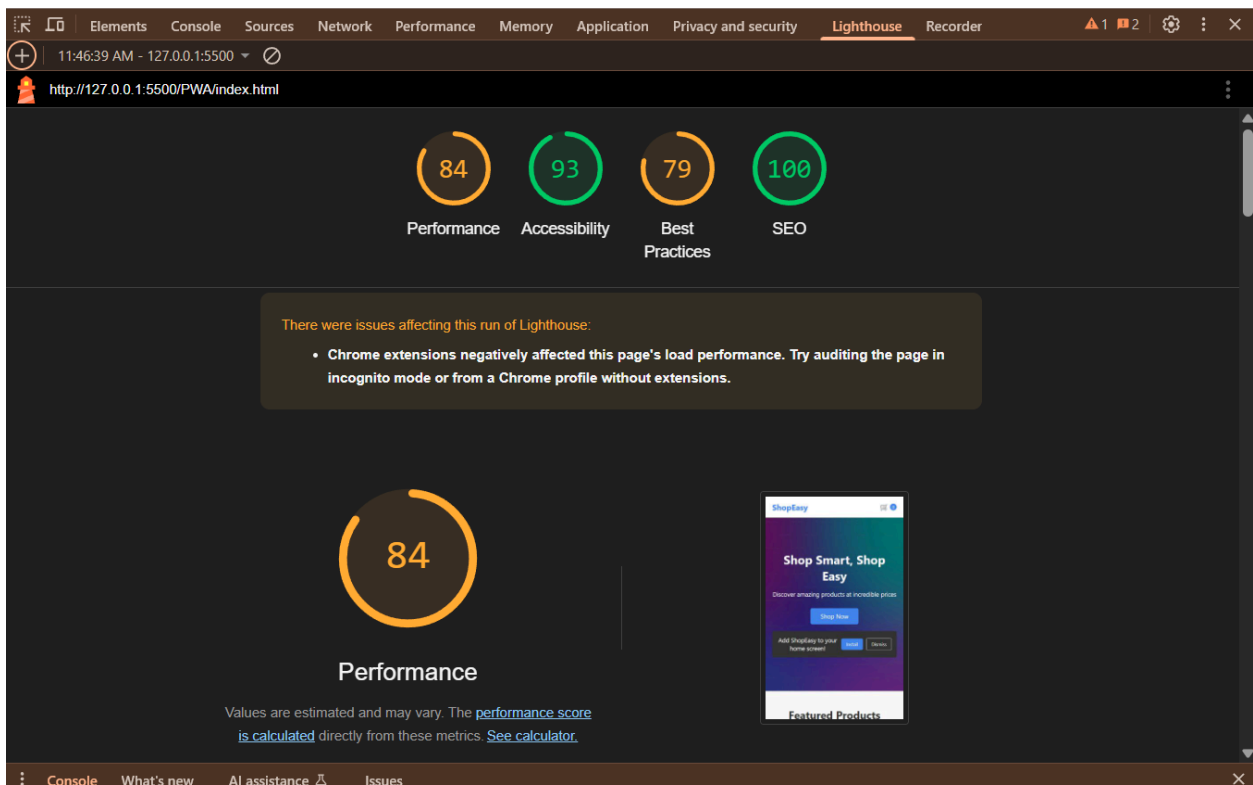 Elements Console Sources Network Performance Memory Application Privacy and security Lighthouse Recorder 1 2
11:46:39 AM - 127.0.0.1:5500
http://127.0.0.1:5500/PWA/index.html
84 93 79 100
Performance Accessibility Best Practices SEO
There were issues affecting this run of Lighthouse:
• Chrome extensions negatively affected this page's load performance. Try auditing the page in
incognito mode or from a Chrome profile without extensions.
84
Performance
Values are estimated and may vary. The performance score
is calculated directly from these metrics. See calculator.
ShopEasy
Shop Smart, Shop
Easy
Discover amazing products at incredible prices
Shop Now
Add ShopEasy to your
home screen!
Install Dismiss
Featured Products
Console What's new AI assistance Issues